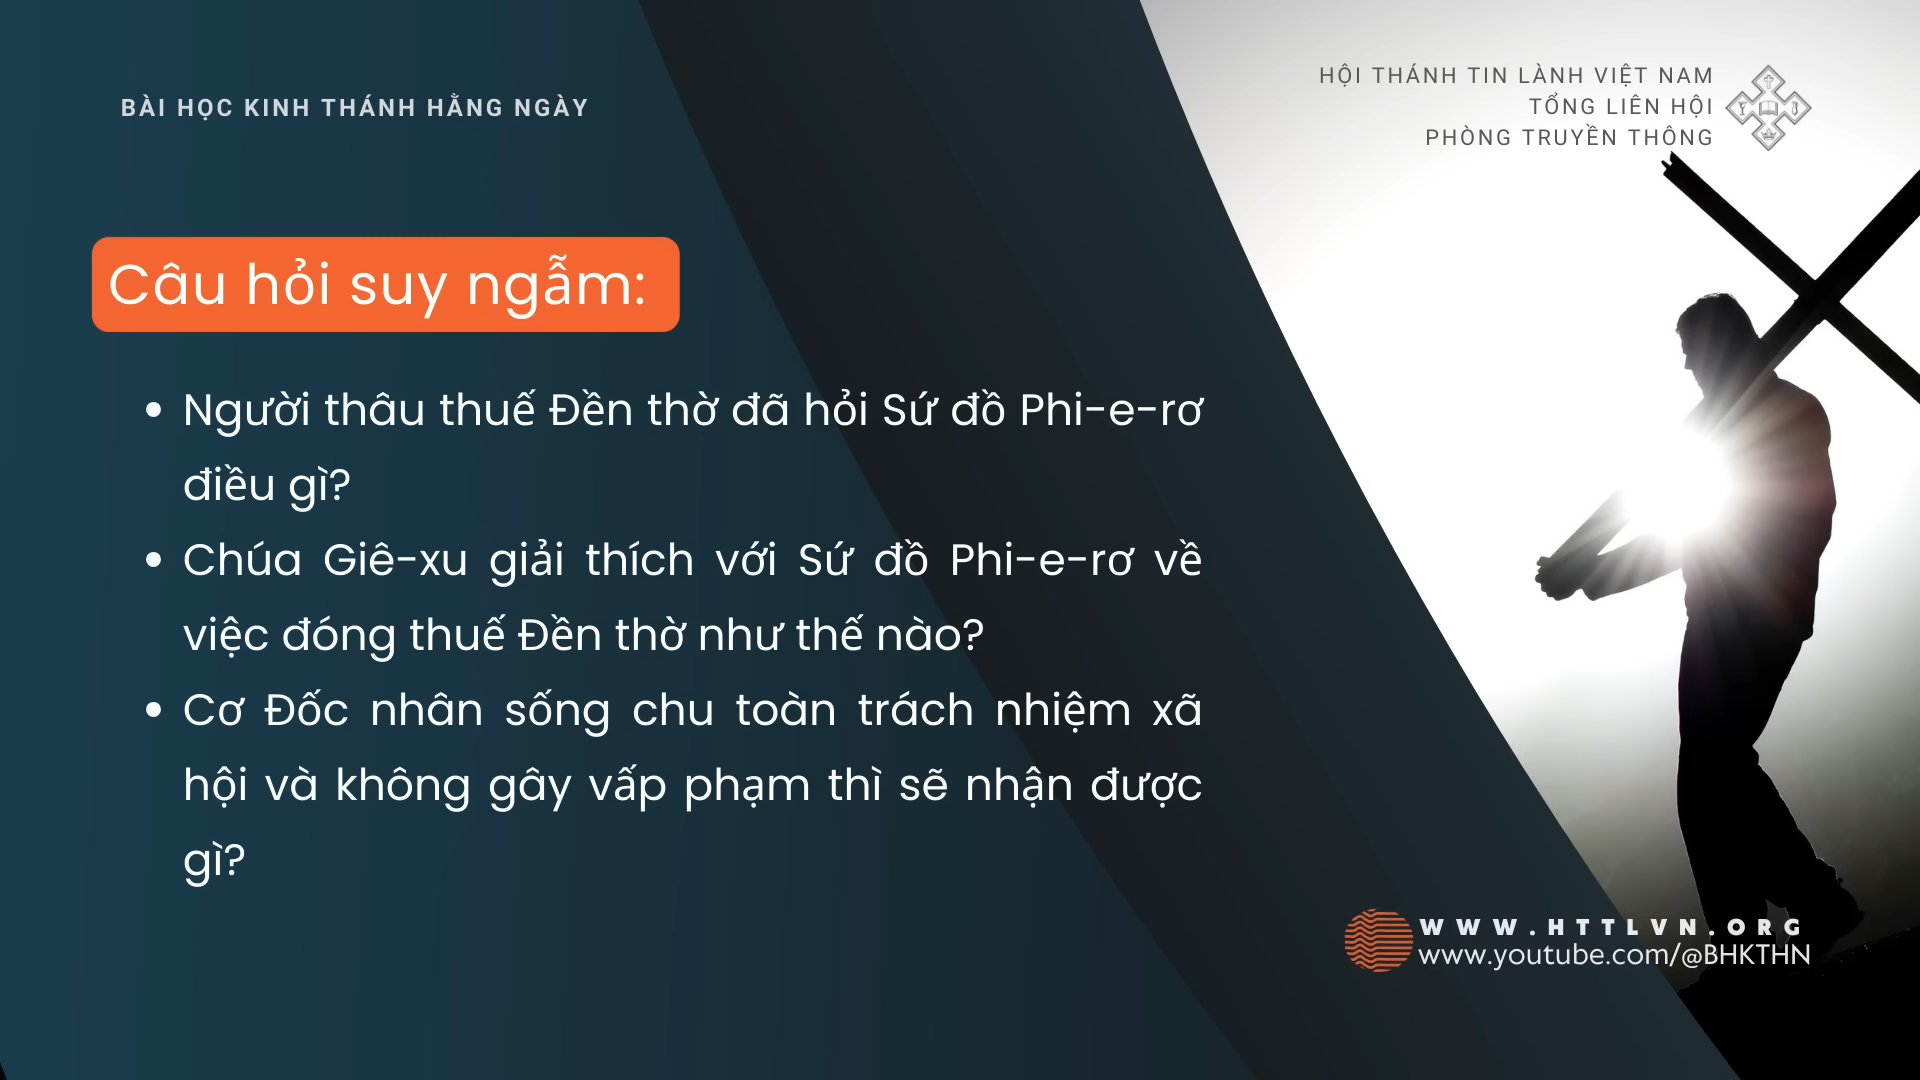 BÀI HỌC KINH THÁNH HẰNG NGÀY
HỘI THÁNH TIN LÀNH VIỆT NAM
TỔNG LIÊN HỘI
PHÒNG TRUYỀN THÔNG
Câu hỏi suy ngẫm:
• Người thâu thuế Đền thờ đã hỏi Sứ đồ Phi-e-rơ
điều gì?
• Chúa Giê-xu giải thích với Sứ đồ Phi-e-rơ về
việc đóng thuế Đền thờ như thế nào?
• Cơ Đốc nhân sống chu toàn trách nhiệm xã
hội và không gây vấp phạm thì sẽ nhận được
gì?
WWW.HTTLVN.ORG
www.youtube.com/@BHKTHN